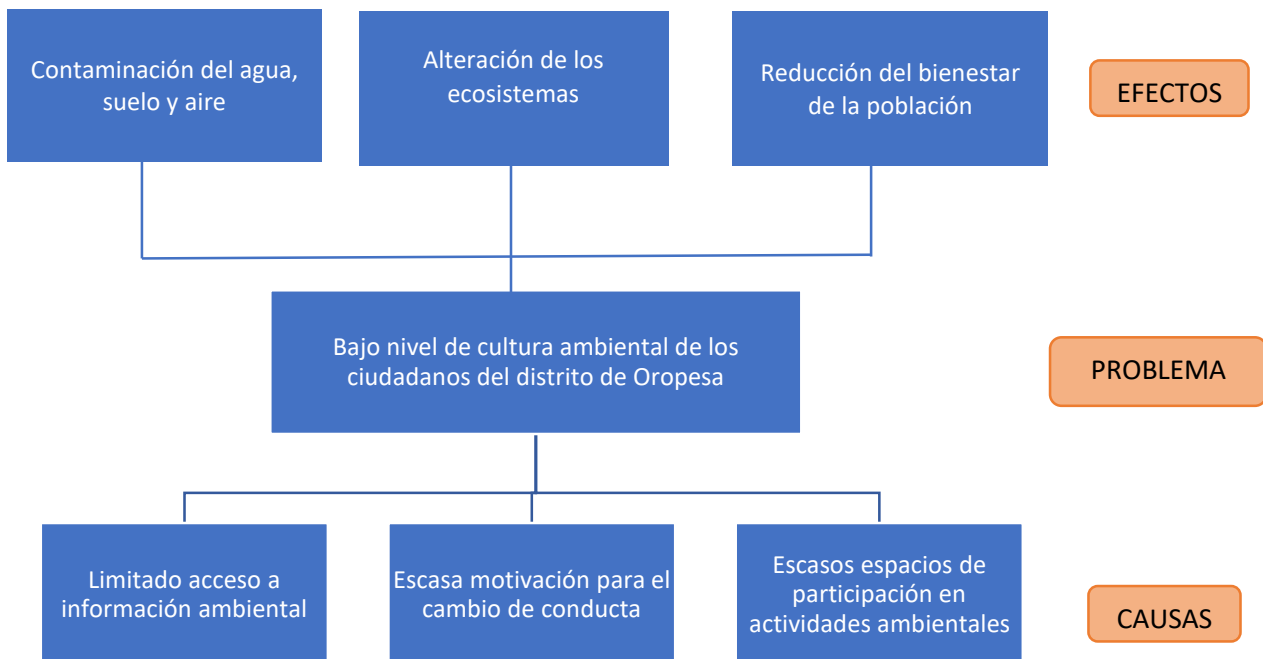 Contaminación del agua,
suelo y aire
Alteración de los
ecosistemas
Reducción del bienestar
de la población
EFECTOS
Bajo nivel de cultura ambiental de los
ciudadanos del distrito de Oropesa
PROBLEMA
Limitado acceso a
información ambiental
Escasa motivación para el
cambio de conducta
Escasos espacios de
participación en
actividades ambientales
CAUSAS